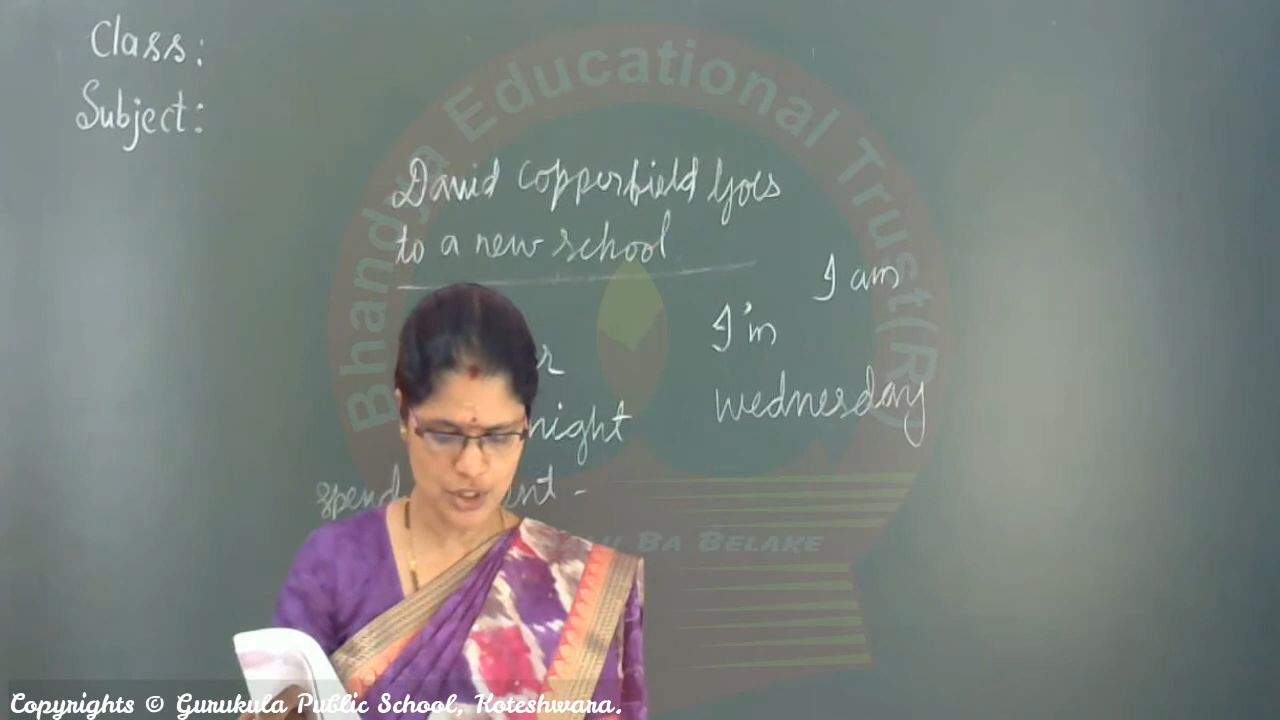 Class:
Subject:
David Copperfield Goes
to a new school
I am
I'm
wednesday
night
spend
Bhandya Educational Trust(R)
Ba Belake
Copyrights © Gurukula Public School, Koteshwara.